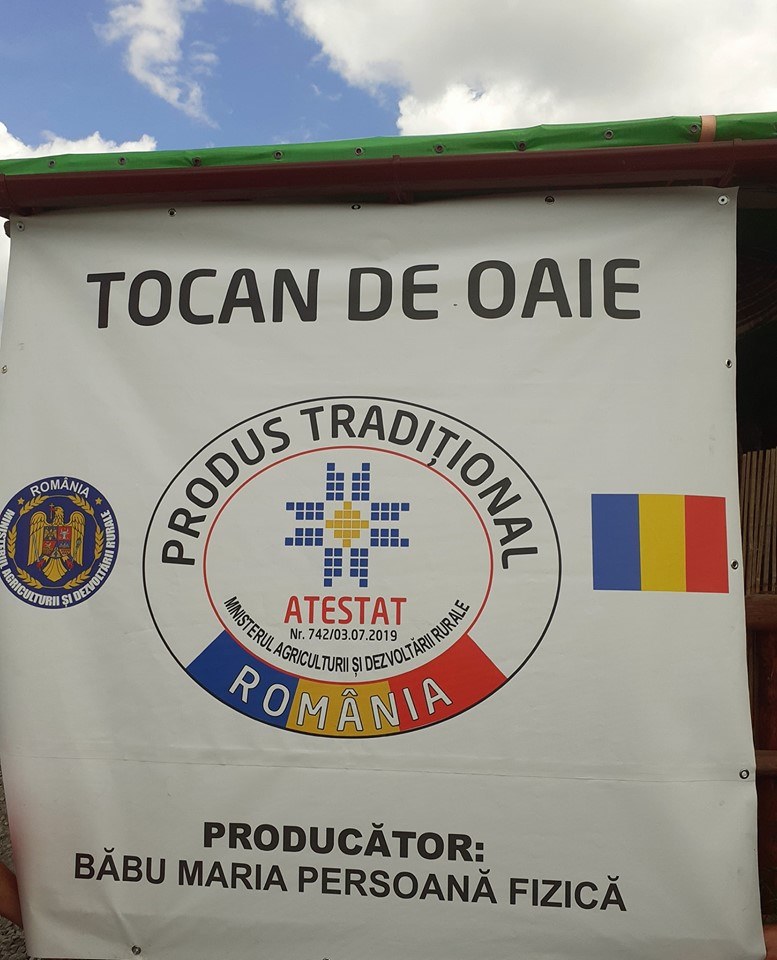 TOCAN DE OAIE
PRODUS TRADIȚIONAL
ATESTAT
Nr. 742/03.07.2019
MINISTERUL AGRICULTURII ȘI DEZVOLTĂRII RURALE
ROMÂNIA
ROMÂNIA
MINISTERUL AGRICULTURII ȘI DEZVOLTĂRII RURALE
PRODUCĂTOR:
BĂBU MARIA PERSOANĂ FIZICĂ